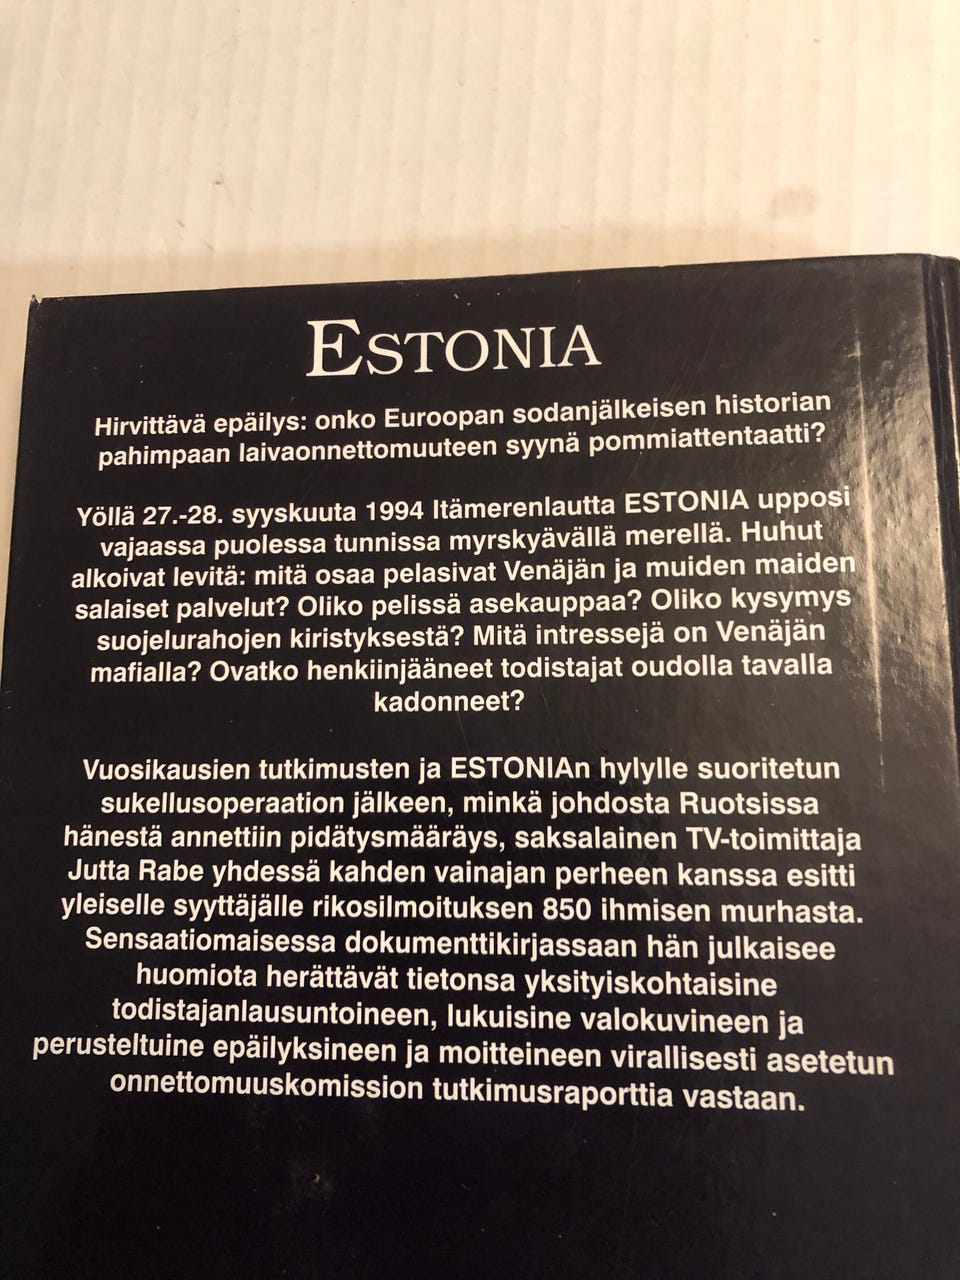 ESTONIA
Hirvittävä epäilys: onko Euroopan sodanjälkeisen historian
pahimpaan laivaonnettomuuteen syynä pommiattentaatti?
Yöllä 27.-28. syyskuuta 1994 Itämerenlautta ESTONIA upposi
vajaassa puolessa tunnissa myrskyävällä merellä. Huhut
alkoivat levitä: mitä osaa pelasivat Venäjän ja muiden maiden
salaiset palvelut? Oliko pelissä asekauppaa? Oliko kysymys
suojelurahojen kiristyksestä? Mitä intressejä on Venäjän
mafialla? Ovatko henkiinjääneet todistajat oudolla tavalla
kadonneet?
Vuosikausien tutkimusten ja ESTONIAn hylylle suoritetun
sukellusoperaation jälkeen, minkä johdosta Ruotsissa
hänestä annettiin pidätysmääräys, saksalainen TV-toimittaja
Jutta Rabe yhdessä kahden vainajan perheen kanssa esitti
yleiselle syyttäjälle rikosilmoituksen 850 ihmisen murhasta.
Sensaatiomaisessa dokumenttikirjassaan hän julkaisee
huomiota herättävät tietonsa yksityiskohtaisine
todistajanlausuntoineen, lukuisine valokuvineen ja
perusteltuine epäilyksineen ja moitteineen virallisesti asetetun
onnettomuuskomission tutkimusraporttia vastaan.